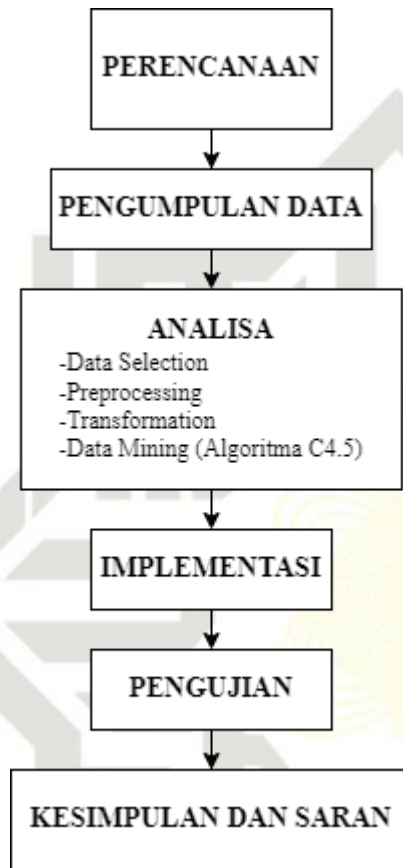 PERENCANAAN
PENGUMPULAN DATA
ANALISA
-Data Selection
-Preprocessing
-Transformation
-Data Mining (Algoritma C4.5)
IMPLEMENTASI
PENGUJIAN
KESIMPULAN DAN SARAN